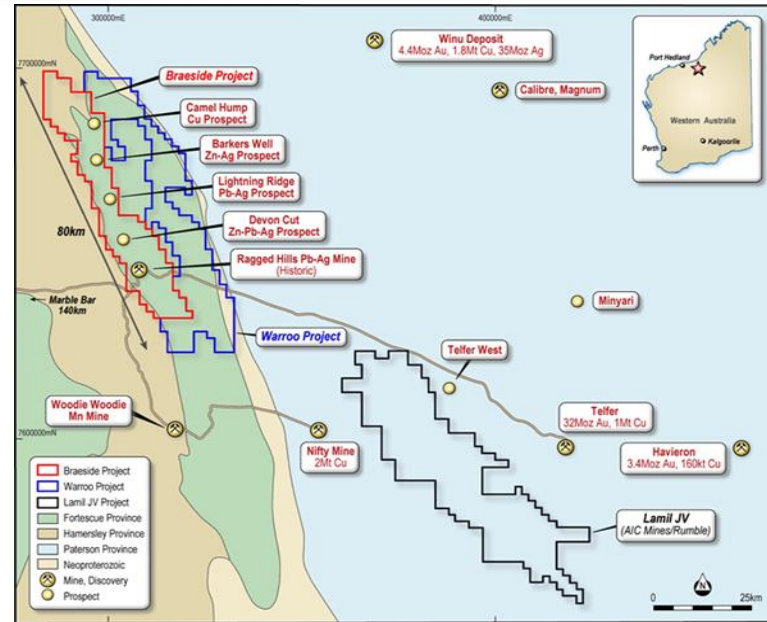 300000mE
400000mE
7700000mN
7600000mN
Braeside Project
Camel Hump
Cu Prospect
Barkers Well
Zn-Ag Prospect
Lightning Ridge
Pb-Ag Prospect
Devon Cut
Zn-Pb-Ag Prospect
Ragged Hills Pb-Ag Mine
(Historic)
80km
Marble Bar
140km
Warroo Project
Winu Deposit
4.4Moz Au, 1.8Mt Cu, 35Moz Ag
Calibre, Magnum
Port Hedland
Western Australia
Perth
Kalgoorlie
Minyari
Telfer West
Telfer
32Moz Au, 1Mt Cu
Havieron
3.4Moz Au, 160kt Cu
Woodie Woodie
Mn Mine
Nifty Mine
2Mt Cu
Lamil JV
(AIC Mines/Rumble)
Braeside Project
Warroo Project
Lamil JV Project
Fortescue Province
Hamersley Province
Paterson Province
Neoproterozoic
Mine, Discovery
Prospect
N
0 25km